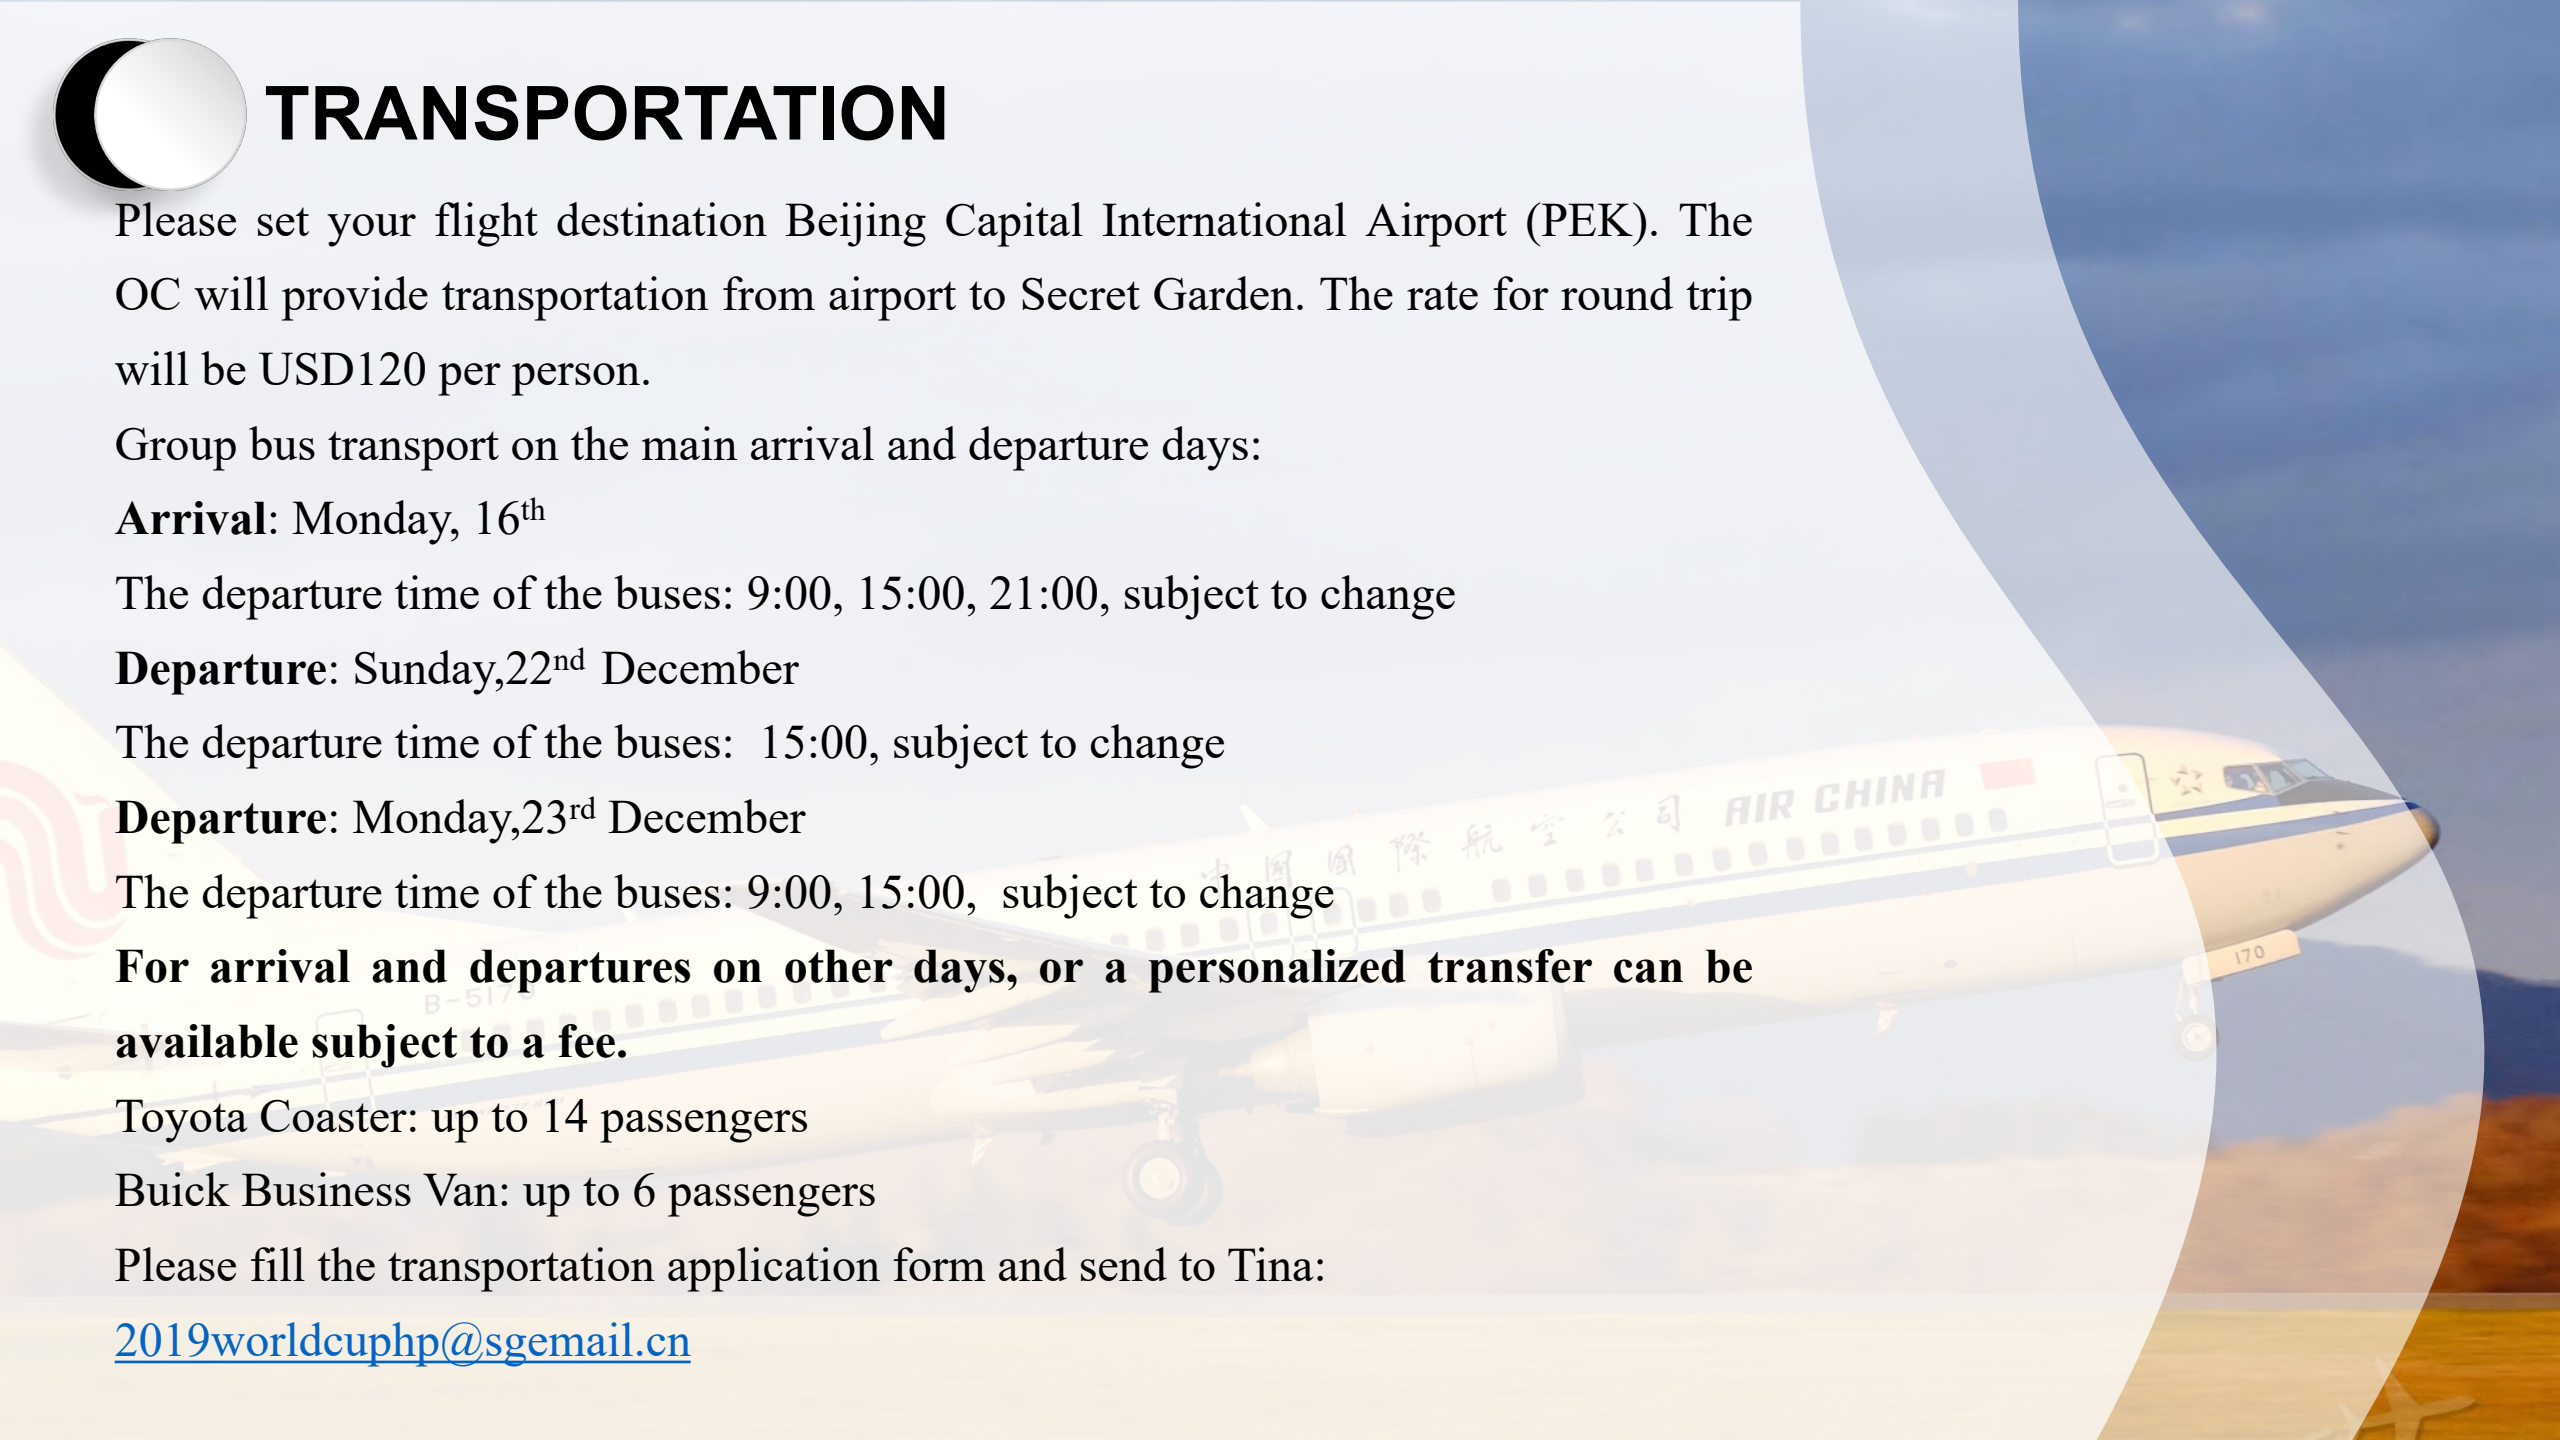 TRANSPORTATION
Please set your flight destination Beijing Capital International Airport (PEK). The
OC will provide transportation from airport to Secret Garden. The rate for round trip
will be USD120 per person.
Group bus transport on the main arrival and departure days:
Arrival: Monday, 16th
The departure time of the buses: 9:00, 15:00, 21:00, subject to change
Departure: Sunday,22nd December
The departure time of the buses:  15:00, subject to change
Departure: Monday,23rd December
The departure time of the buses: 9:00, 15:00,  subject to change
中国国際航空公司 AIR CHINA
For arrival and departures on other days, or a personalized transfer can be
170
B-5170
available subject to a fee.
Toyota Coaster: up to 14 passengers
Buick Business Van: up to 6 passengers
Please fill the transportation application form and send to Tina:
2019worldcuphp@sgemail.cn